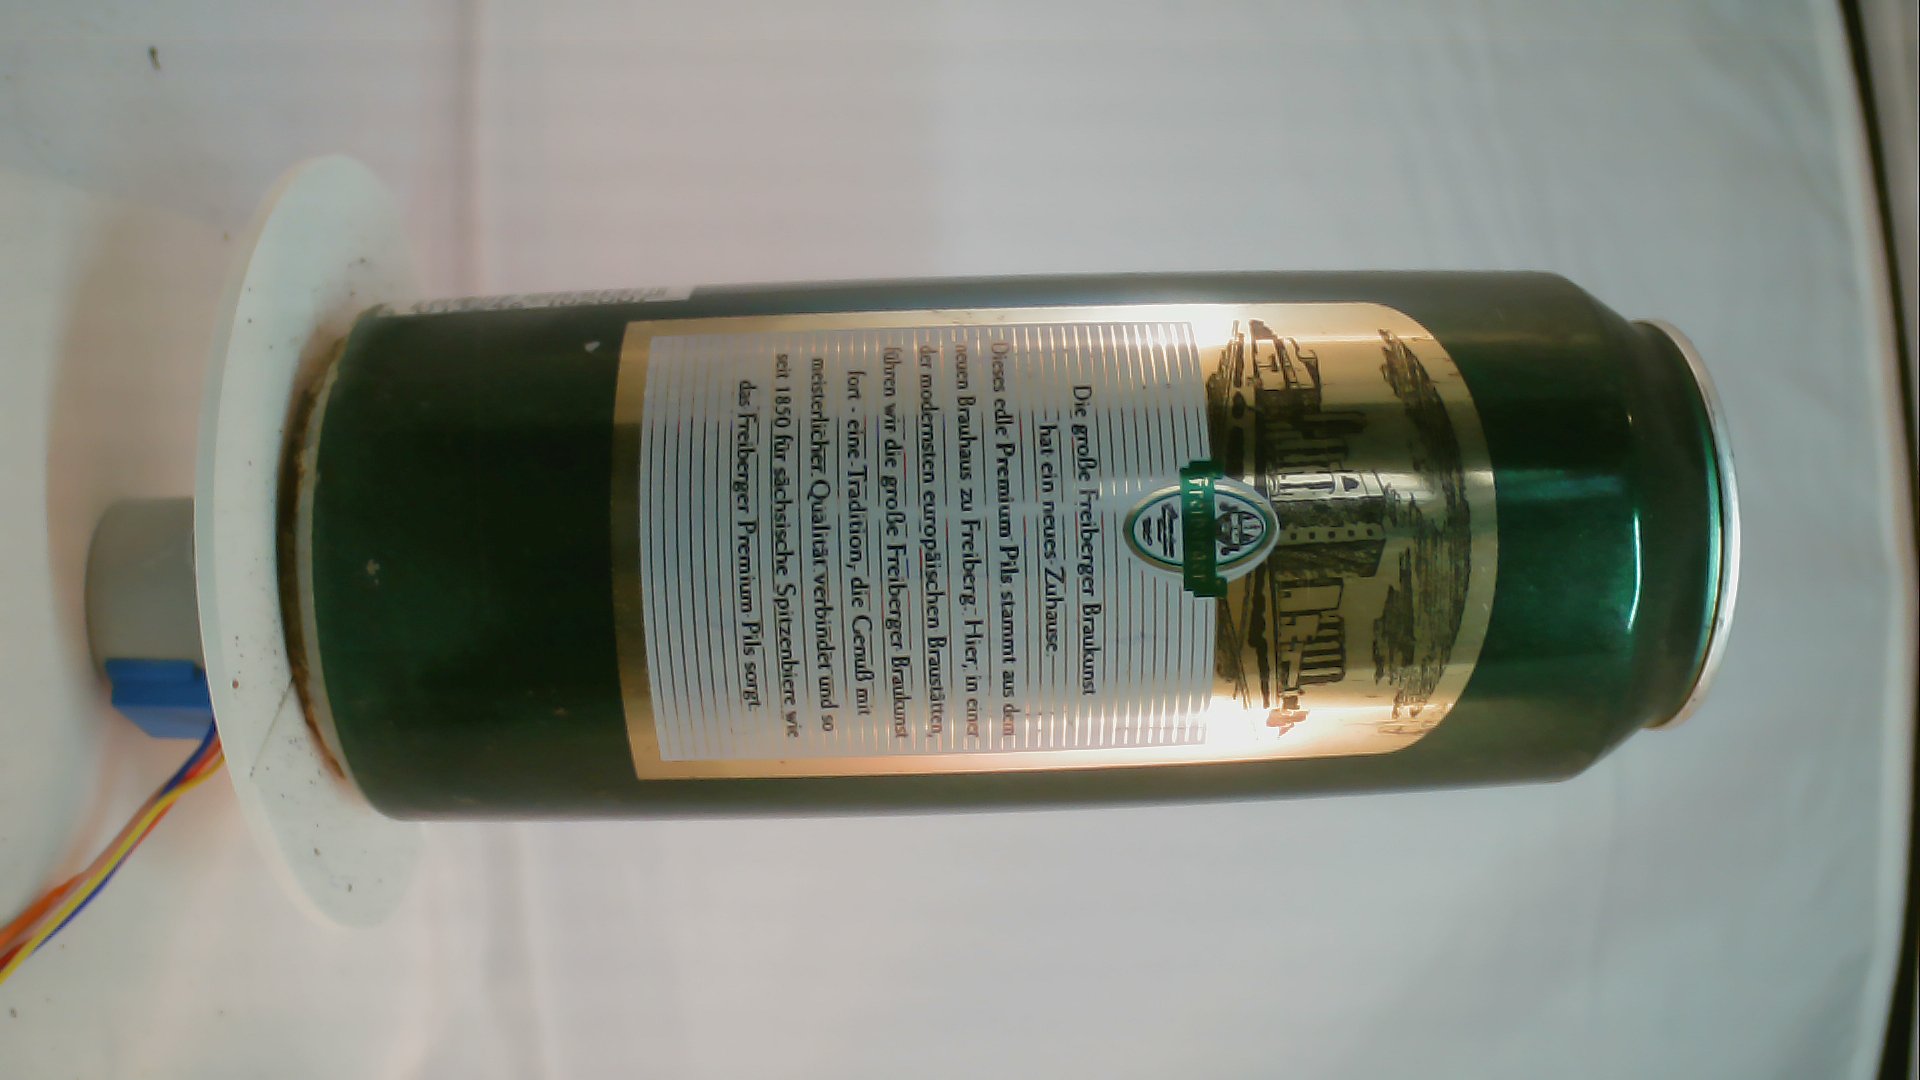 Die große Freiberger Braukunst
hat ein neues Zuhause.
Dieses edle Premium Pils stammt aus dem
neuen Brauhaus zu Freiberg. Hier, in einer
der modernsten europäischen Braustätten,
führen wir die große Freiberger Braukunst
fort - eine Tradition, die Genuß mit
meisterlicher Qualität verbindet und so
seit 1850 für sächsische Spitzenbiere wie
das Freiberger Premium Pils sorgt.